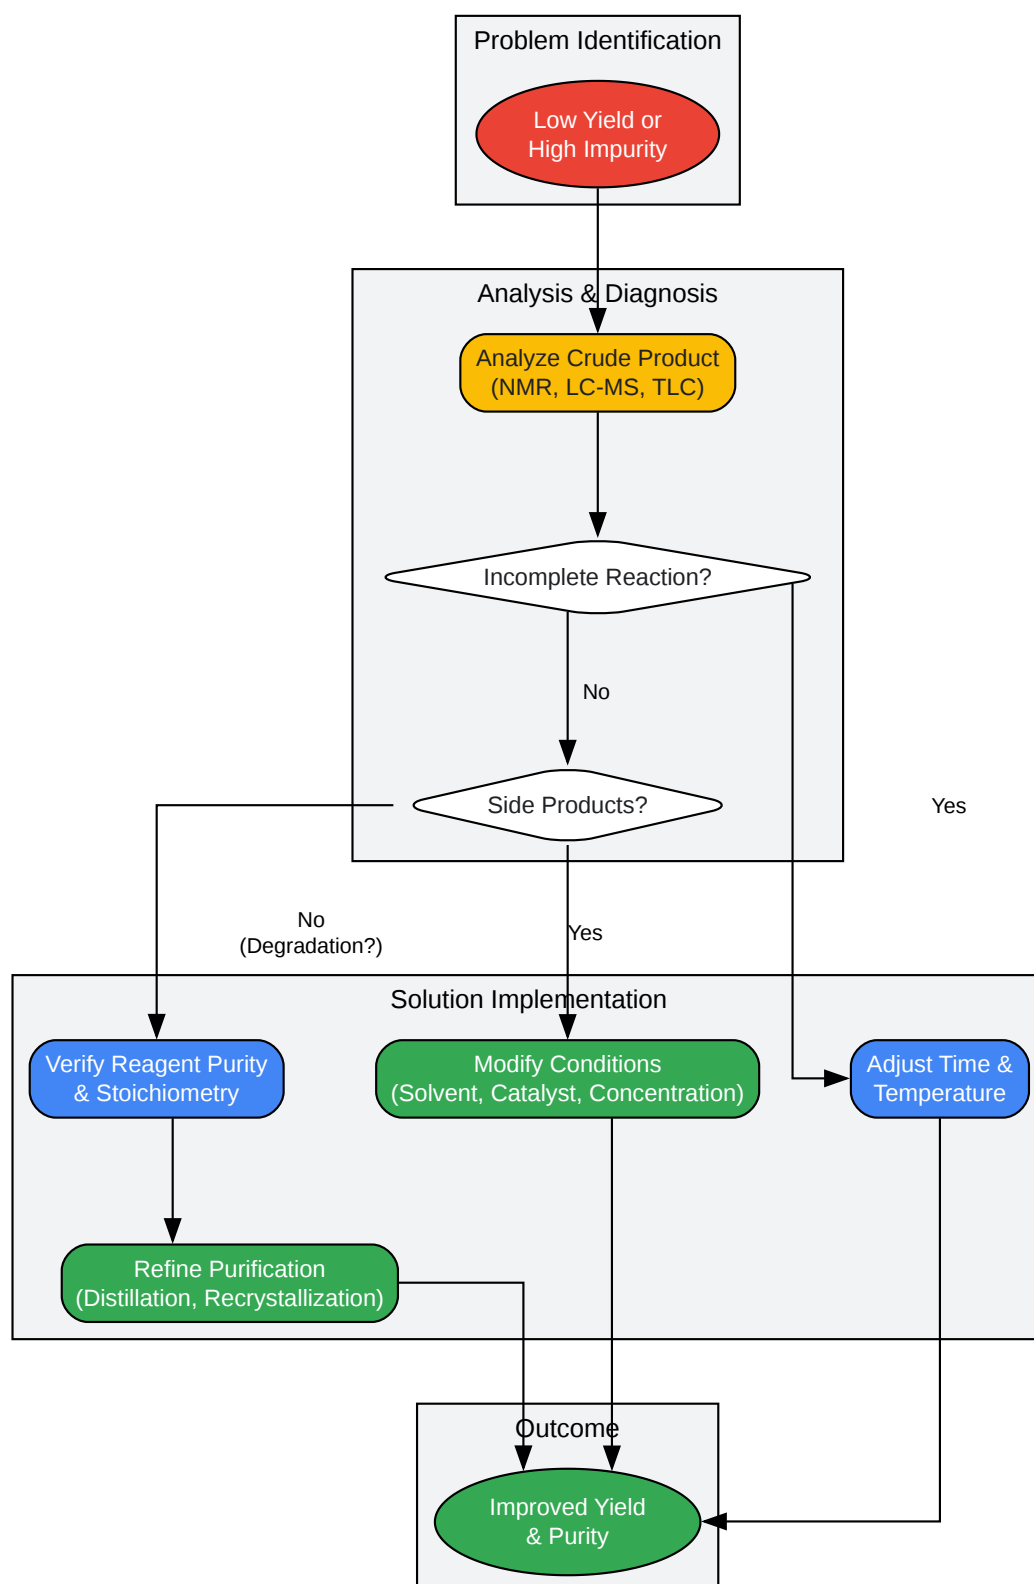 Problem Identification
Low Yield or
High Impurity
Analysis & Diagnosis
Analyze Crude Product
(NMR, LC-MS, TLC)
Incomplete Reaction?
No
Side Products?
Yes
No
(Degradation?)
Yes
Solution Implementation
Verify Reagent Purity
& Stoichiometry
Modify Conditions
(Solvent, Catalyst, Concentration)
Adjust Time &
Temperature
Refine Purification
(Distillation, Recrystallization)
Outcome
Improved Yield
& Purity